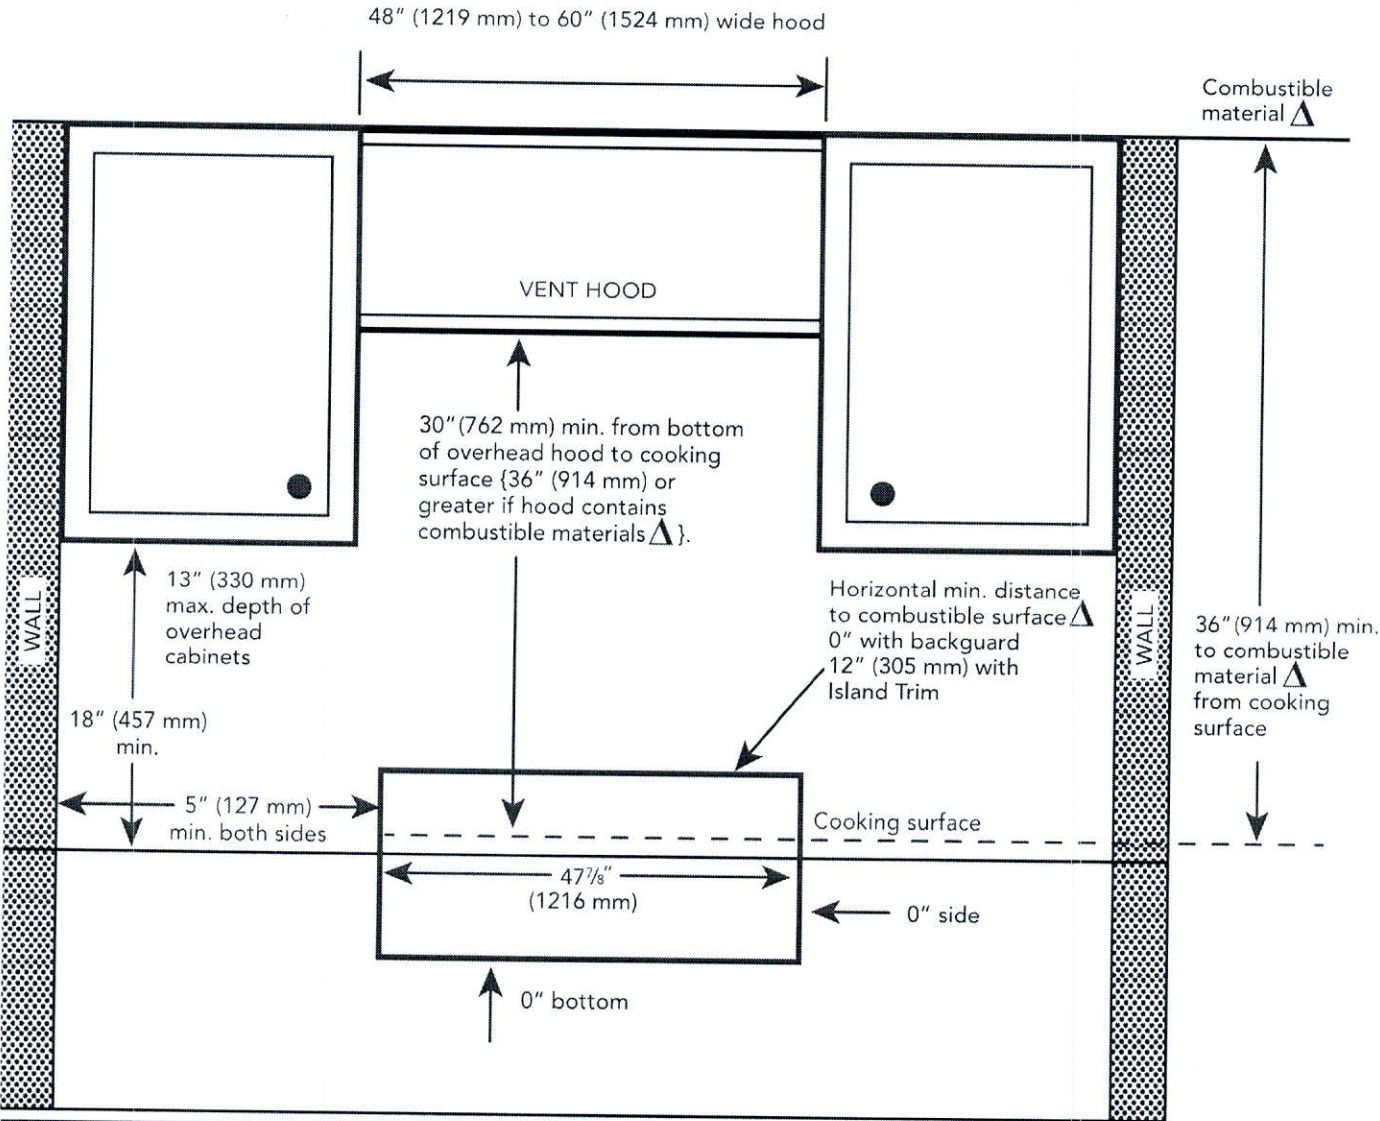 48" (1219 mm) to 60" (1524 mm) wide hood
Combustible
material Δ
VENT HOOD
30" (762 mm) min. from bottom
of overhead hood to cooking
surface {36" (914 mm) or
greater if hood contains
combustible materials Δ }.
13" (330 mm)
max. depth of
overhead
cabinets
WALL
Horizontal min. distance
to combustible surface Δ
0" with backguard
12" (305 mm) with
Island Trim
WALL
36" (914 mm) min.
to combustible
material Δ
from cooking
surface
18" (457 mm)
min.
5" (127 mm)
min. both sides
Cooking surface
47⅞"
(1216 mm)
0" side
0" bottom